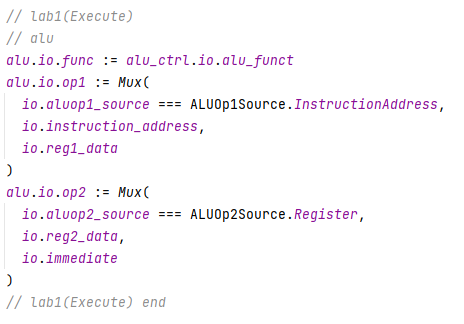 // lab1(Execute)
// alu
alu.io.func := alu_ctrl.io.alu_funct
alu.io.op1 := Mux(
  io.aluop1_source === ALUOp1Source.InstructionAddress,
  io.instruction_address,
  io.reg1_data
)
alu.io.op2 := Mux(
  io.aluop2_source === ALUOp2Source.Register,
  io.reg2_data,
  io.immediate
)
// lab1(Execute) end